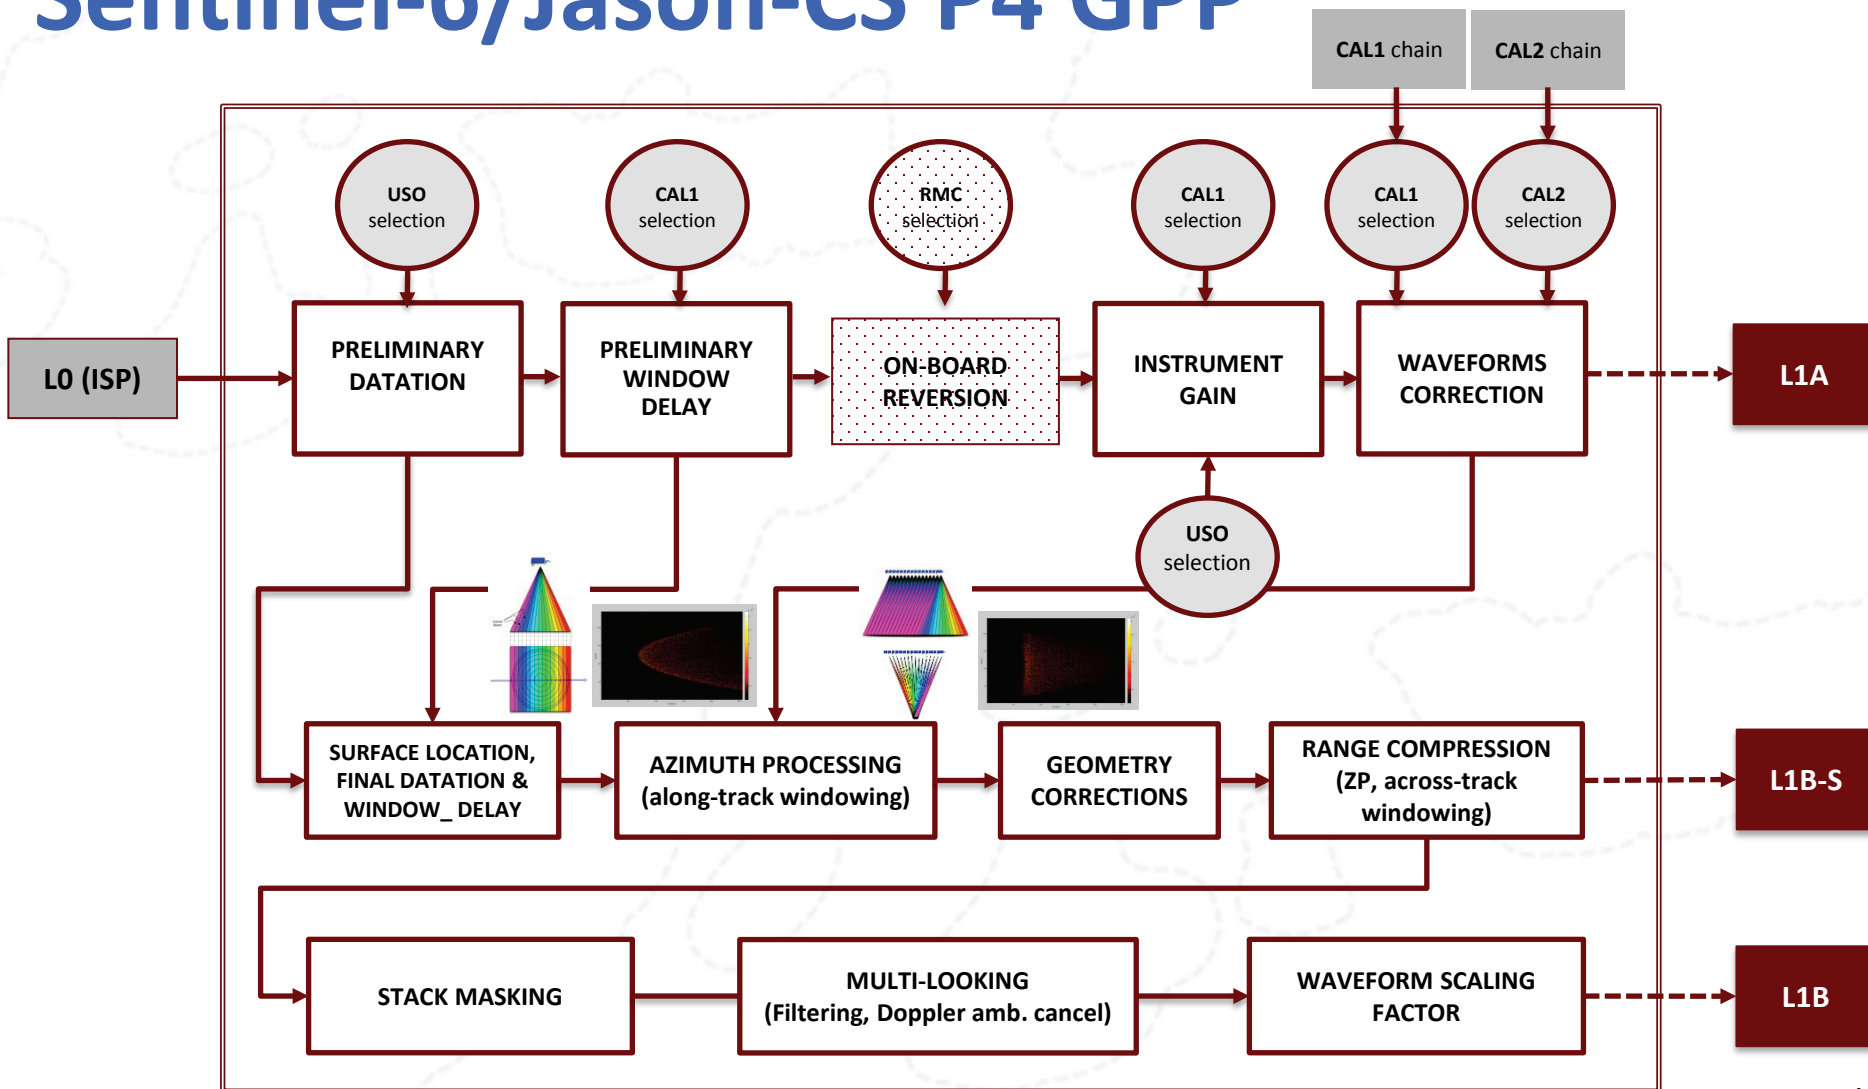 Sentinel-6/Jason-CS P4 GPP
CAL1 chain
CAL2 chain
USO
selection
CAL1
selection
RMC
selection
CAL1
selection
CAL1
selection
CAL2
selection
L0 (ISP)
PRELIMINARY
DATATION
PRELIMINARY
WINDOW
DELAY
ON-BOARD
REVERSION
INSTRUMENT
GAIN
WAVEFORMS
CORRECTION
L1A
USO
selection
SURFACE LOCATION,
FINAL DATATION &
WINDOW_ DELAY
AZIMUTH PROCESSING
(along-track windowing)
GEOMETRY
CORRECTIONS
RANGE COMPRESSION
(ZP, across-track
windowing)
L1B-S
STACK MASKING
MULTI-LOOKING
(Filtering, Doppler amb. cancel)
WAVEFORM SCALING
FACTOR
L1B